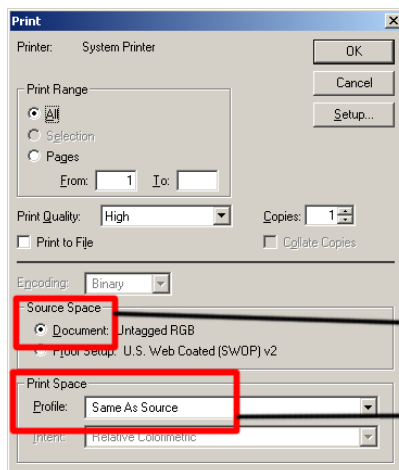 Print
Printer: System Printer
OK
Cancel
Setup...
Print Range
All
Selection
Pages
From: 1 To:
Print Quality: High
Copies: 1
Print to File
Collate Copies
Encoding: Binary
Source Space
Document: Untagged RGB
Proof Setup: U.S. Web Coated (SWOP) v2
Print Space
Profile: Same As Source
Intent: Relative Colorimetric